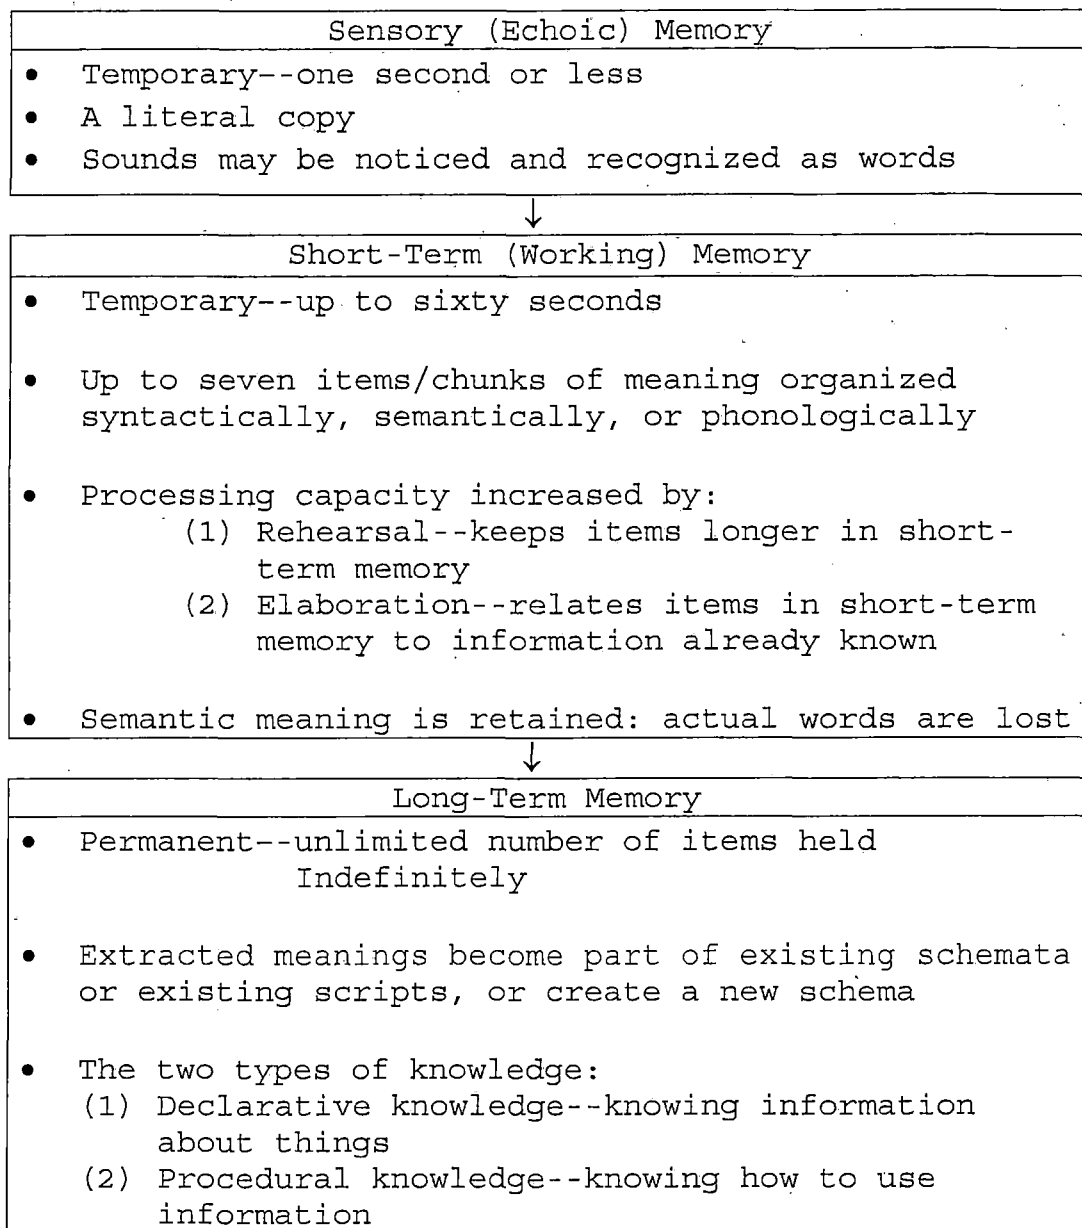 Sensory (Echoic) Memory
• Temporary--one second or less
• A literal copy
• Sounds may be noticed and recognized as words
↓
Short-Term (Working) Memory
• Temporary--up to sixty seconds
• Up to seven items/chunks of meaning organized
syntactically, semantically, or phonologically
• Processing capacity increased by:
(1) Rehearsal--keeps items longer in short-
term memory
(2) Elaboration--relates items in short-term
memory to information already known
• Semantic meaning is retained: actual words are lost
↓
Long-Term Memory
• Permanent--unlimited number of items held
Indefinitely
• Extracted meanings become part of existing schemata
or existing scripts, or create a new schema
• The two types of knowledge:
(1) Declarative knowledge--knowing information
about things
(2) Procedural knowledge--knowing how to use
information